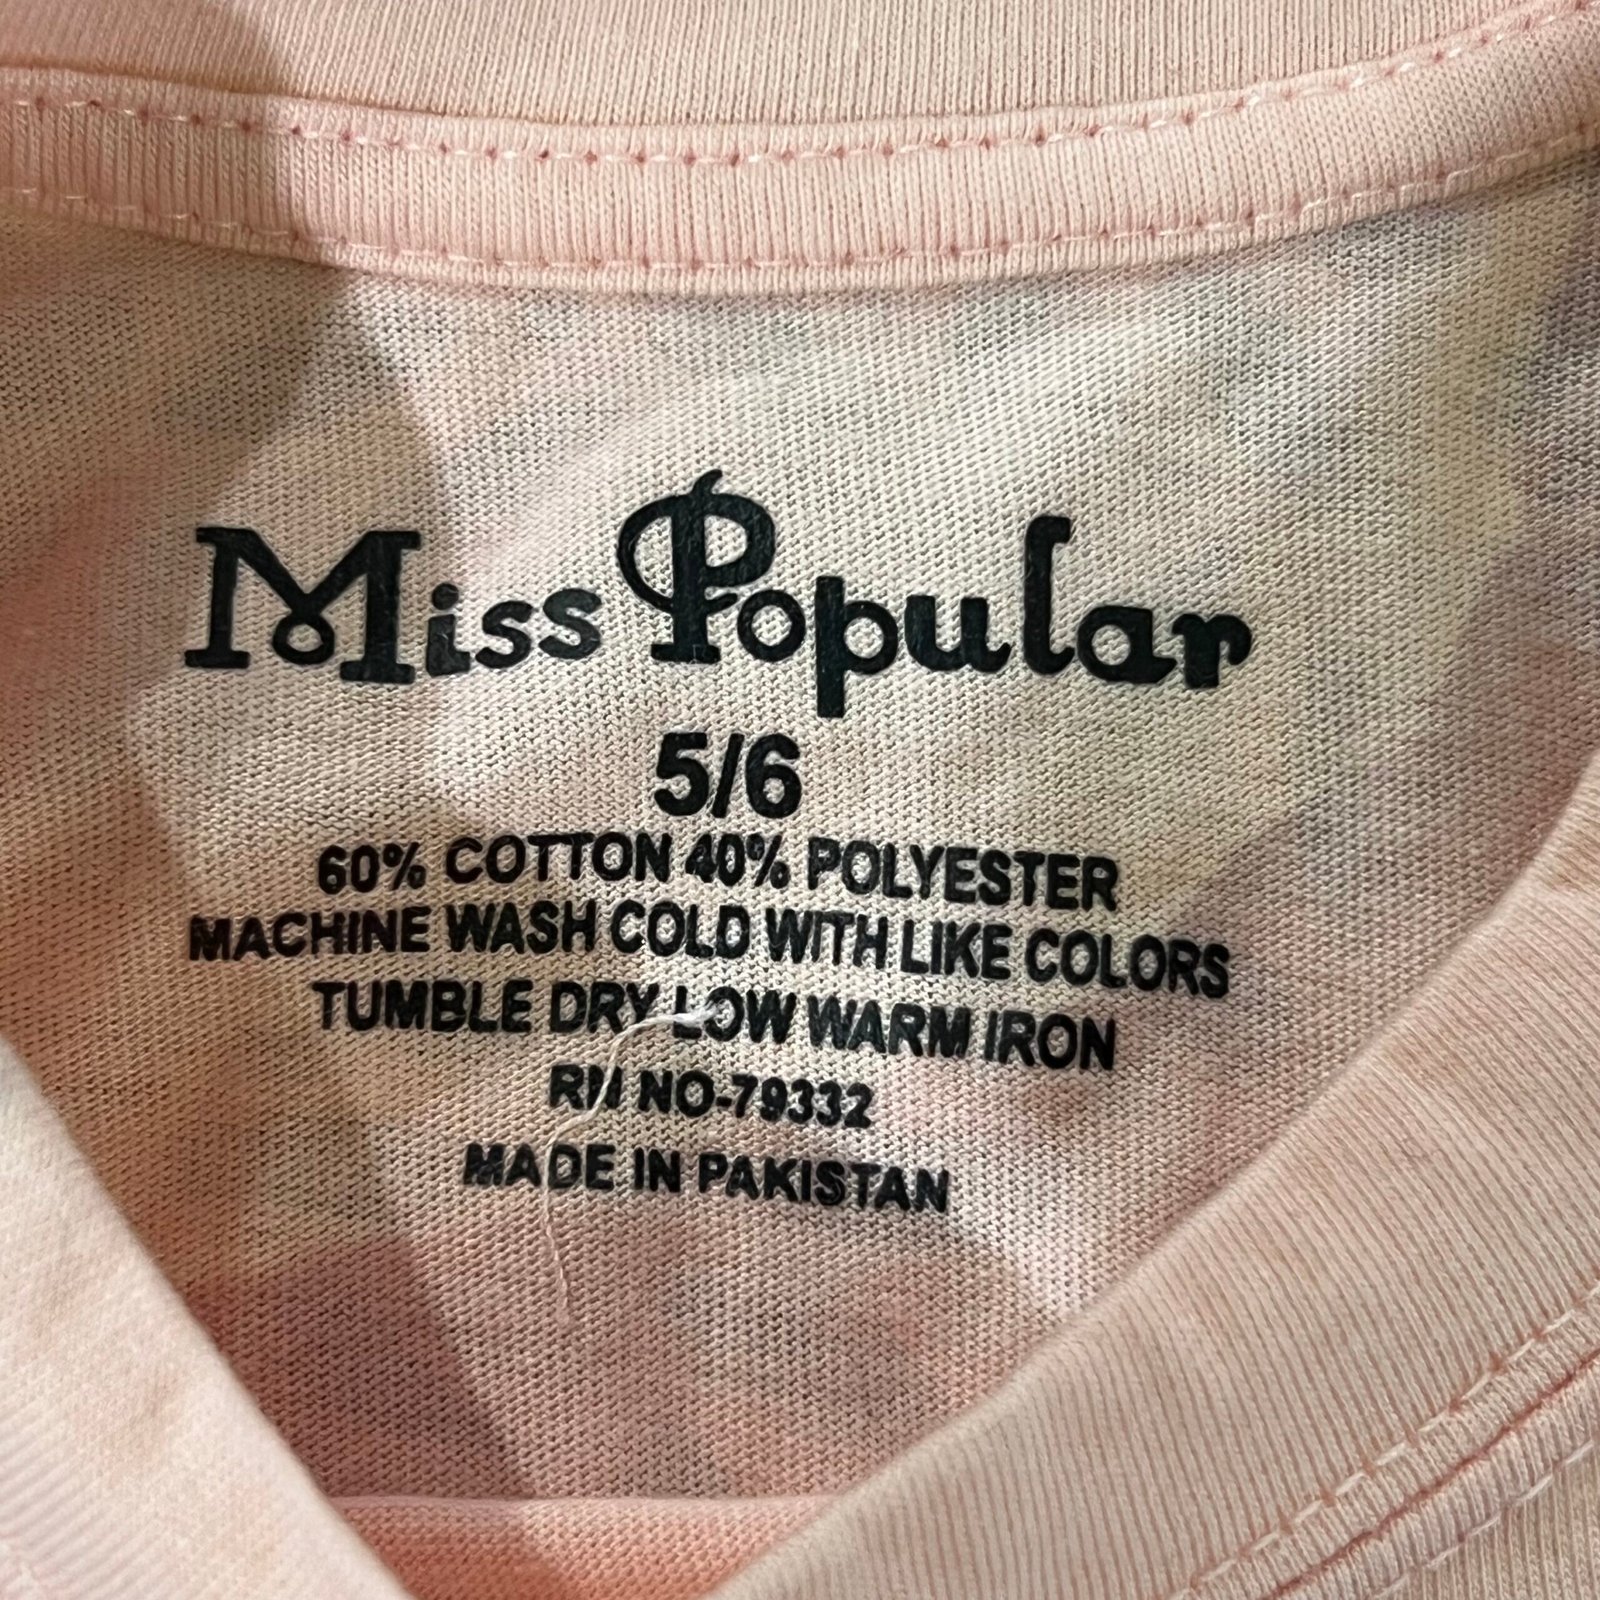 Miss Popular
5/6
60% COTTON 40% POLYESTER
MACHINE WASH COLD WITH LIKE COLORS
TUMBLE DRY LOW WARM IRON
RN NO-79332
MADE IN PAKISTAN